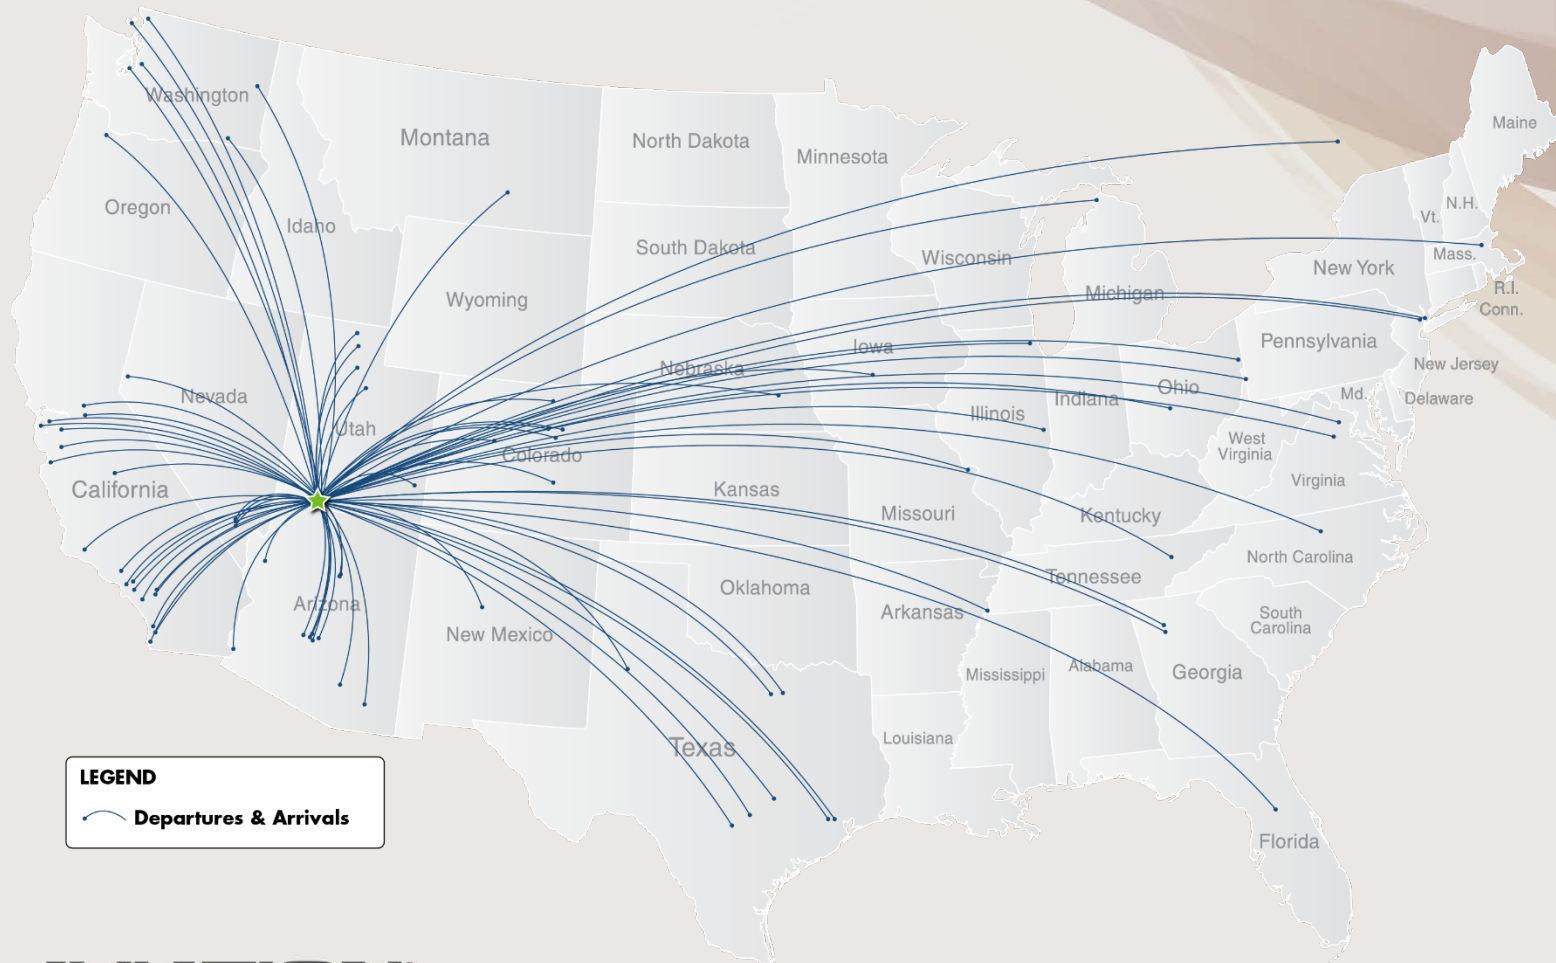 Washington
Montana
North Dakota
Minnesota
Maine
Oregon
Idaho
Vt.
N.H.
South Dakota
Wisconsin
Mass.
New York
Wyoming
Michigan
R.I.
Conn.
Iowa
Pennsylvania
Nebraska
New Jersey
Nevada
Ohio
Md.
Delaware
Utah
Illinois
Indiana
Colorado
West
Virginia
California
Kansas
Virginia
Missouri
Kentucky
North Carolina
Tennessee
Oklahoma
Arizona
New Mexico
Arkansas
South
Carolina
Mississippi
Alabama
Georgia
Texas
Louisiana
Florida
LEGEND
Departures & Arrivals